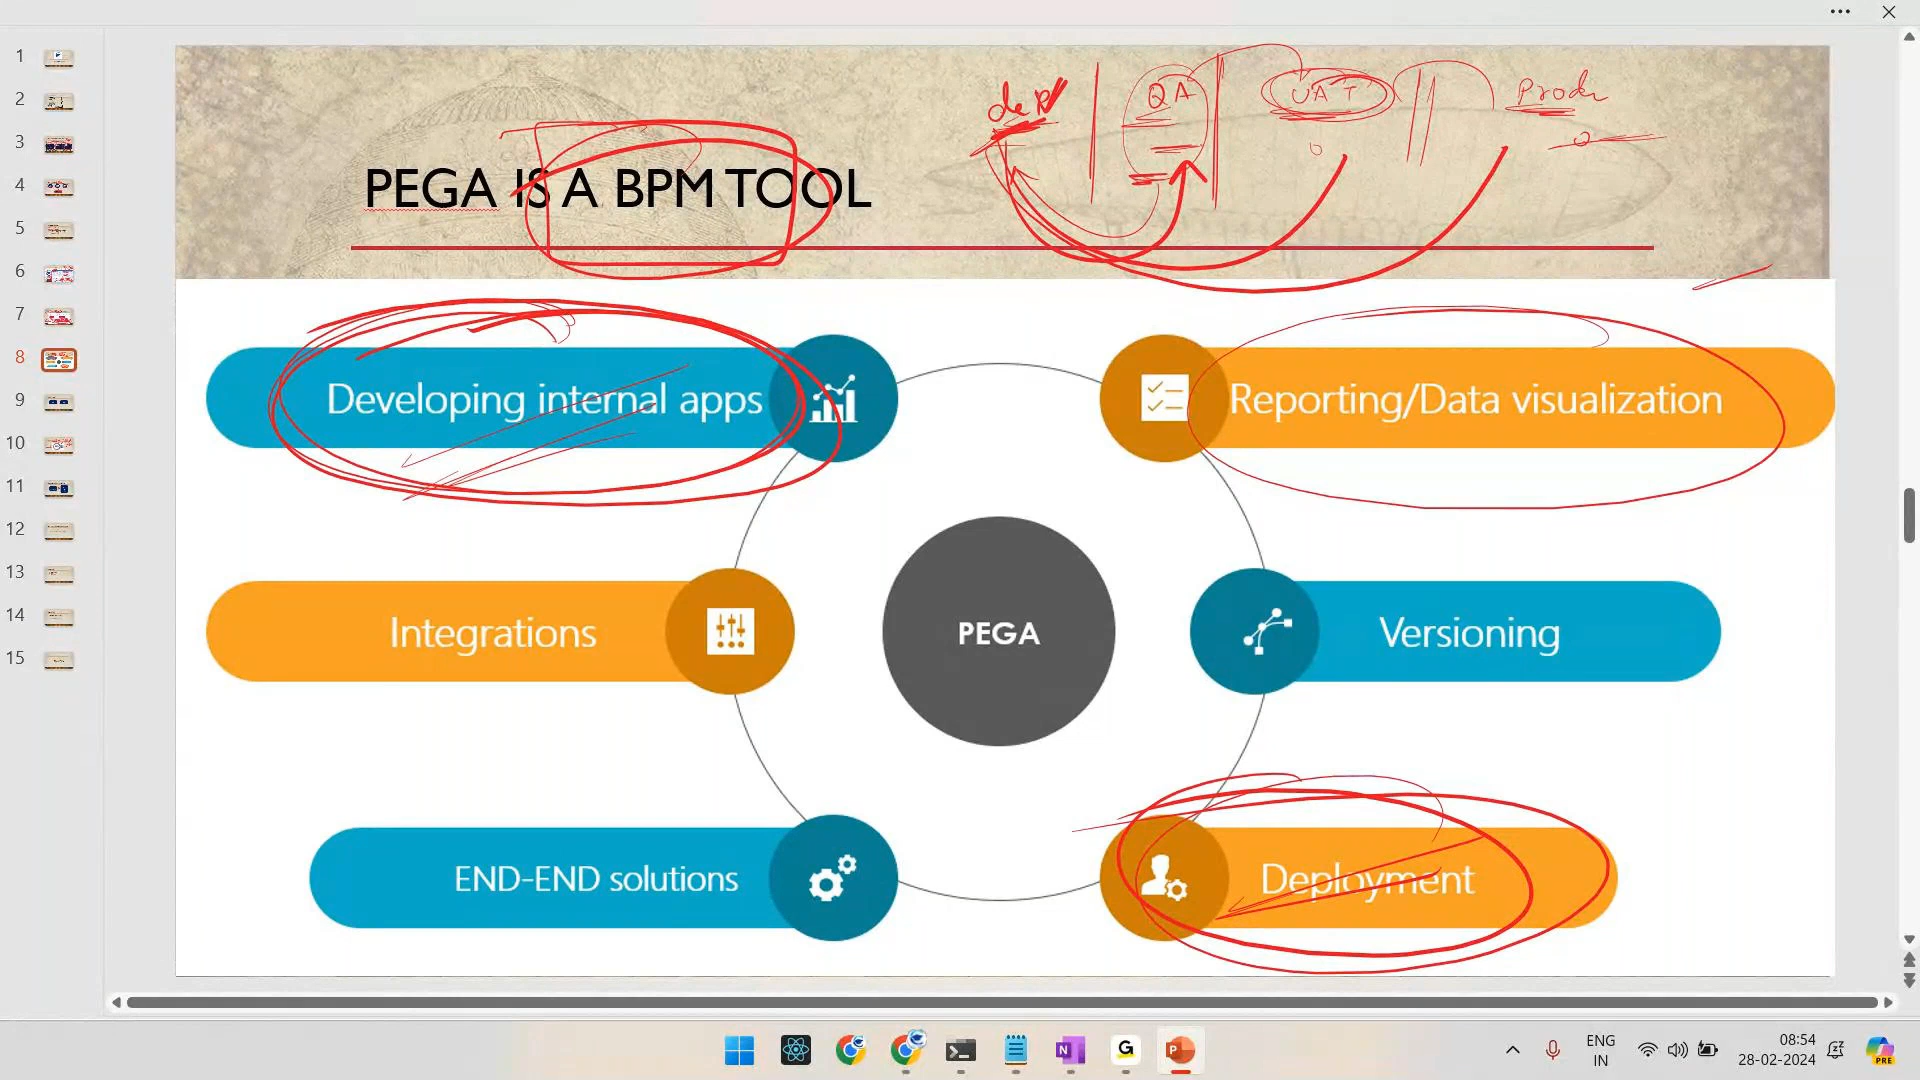 1
2
3
4
5
6
7
8
9
10
11
12
13
14
15
QA
UAT
PEGA IS A BPM TOOL
Developing internal apps
Reporting/Data visualization
Integrations
PEGA
Versioning
END-END solutions
Deployment
ENG
IN
08:54
28-02-2024
PRE